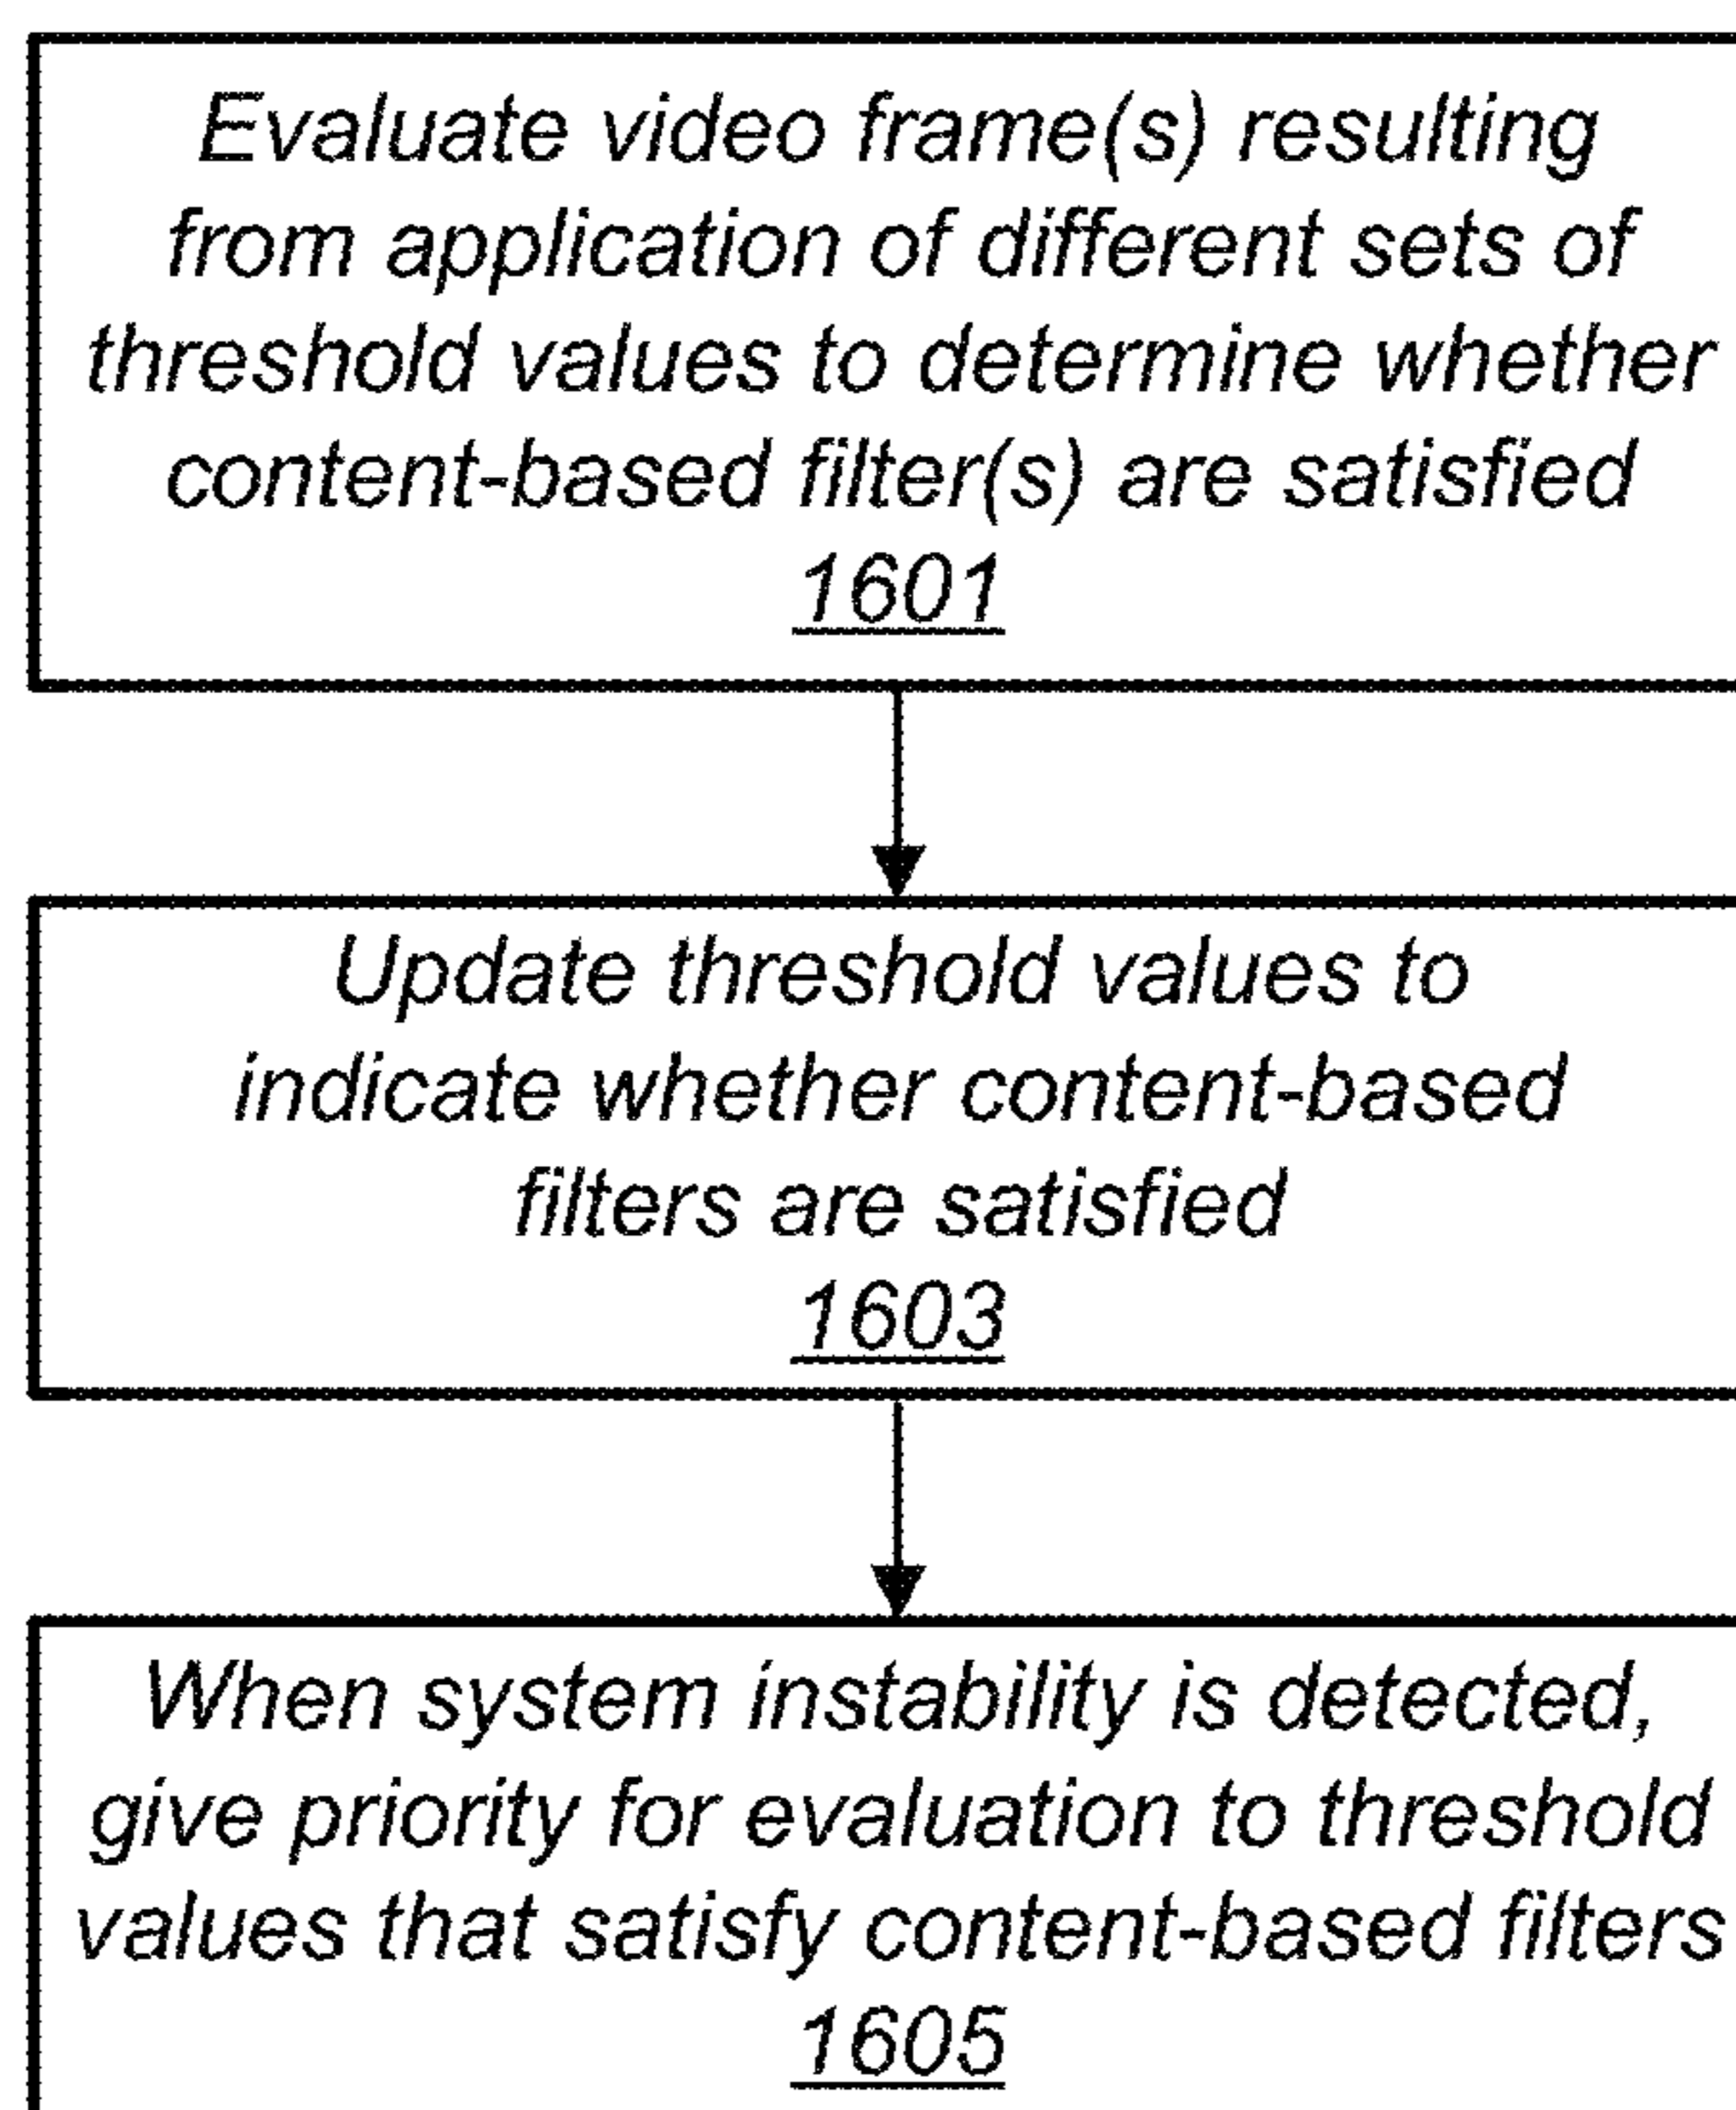 Evaluate video frame(s) resulting
from application of different sets of
threshold values to determine whether
content-based filter(s) are satisfied
1601
Update threshold values to
indicate whether content-based
filters are satisfied
1603
When system instability is detected,
give priority for evaluation to threshold
values that satisfy content-based filters
1605